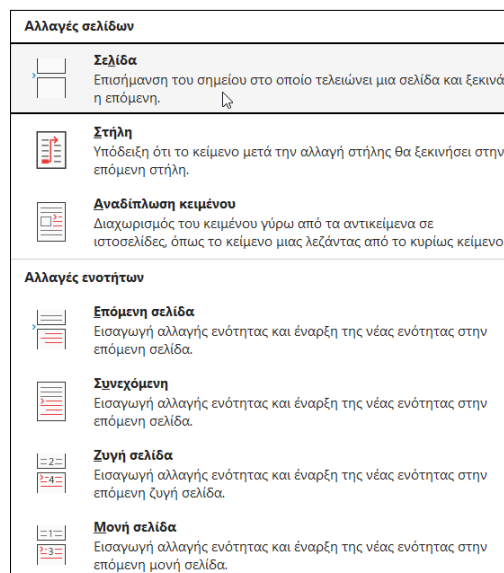 Αλλαγές σελίδων
Σελίδα
Επισήμανση του σημείου στο οποίο τελειώνει μια σελίδα και ξεκινά
η επόμενη.
Στήλη
Υπόδειξη ότι το κείμενο μετά την αλλαγή στήλης θα ξεκινήσει στην
επόμενη στήλη.
Αναδίπλωση κειμένου
Διαχωρισμός του κειμένου γύρω από τα αντικείμενα σε
ιστοσελίδες, όπως το κείμενο μιας λεζάντας από το κυρίως κείμενο
Αλλαγές ενοτήτων
Επόμενη σελίδα
Εισαγωγή αλλαγής ενότητας και έναρξη της νέας ενότητας στην
επόμενη σελίδα.
Συνεχόμενη
Εισαγωγή αλλαγής ενότητας και έναρξη της νέας ενότητας στην
επόμενη σελίδα.
2
4
Ζυγή σελίδα
Εισαγωγή αλλαγής ενότητας και έναρξη της νέας ενότητας στην
επόμενη ζυγή σελίδα.
1
3
Μονή σελίδα
Εισαγωγή αλλαγής ενότητας και έναρξη της νέας ενότητας στην
επόμενη μονή σελίδα.